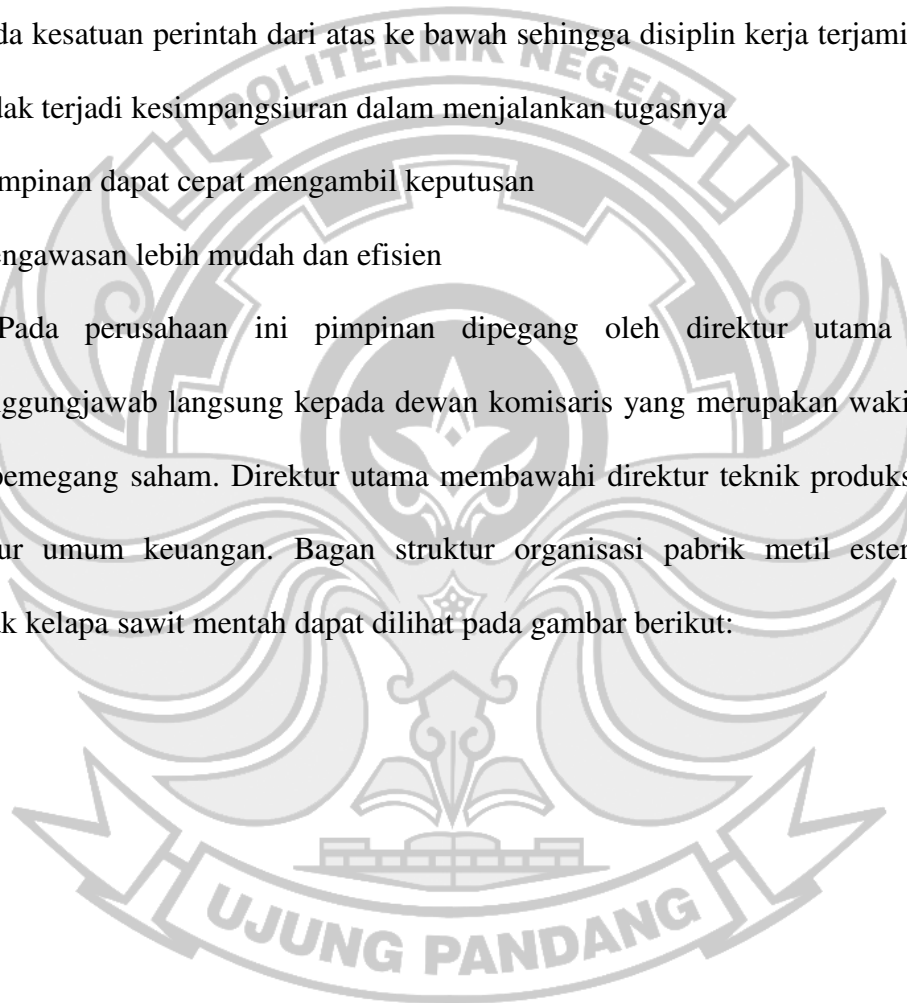 da kesatuan perintah dari atas ke bawah sehingga disiplin kerja terjami
dak terjadi kesimpangsiuran dalam menjalankan tugasnya
mpinan dapat cepat mengambil keputusan
engawasan lebih mudah dan efisien
Pada perusahaan ini pimpinan dipegang oleh direktur utama
ggungjawab langsung kepada dewan komisaris yang merupakan waki
pemegang saham. Direktur utama membawahi direktur teknik produks
ur umum keuangan. Bagan struktur organisasi pabrik metil ester
ak kelapa sawit mentah dapat dilihat pada gambar berikut:
POLITEKNIK NEGERI
UJUNG PANDANG